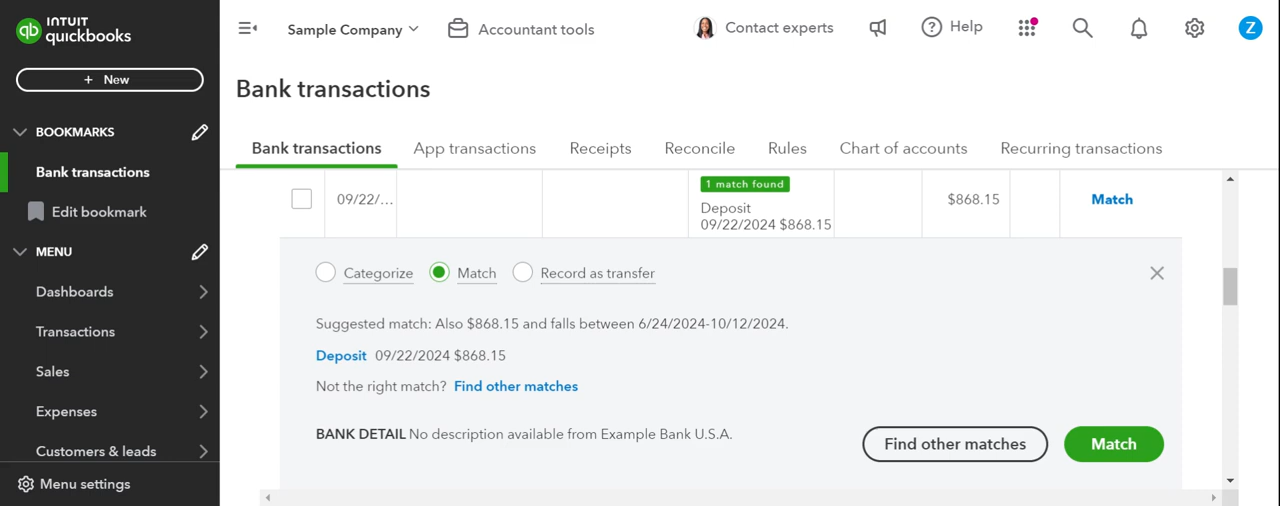 INTUIT
quickbooks
Sample Company
Accountant tools
Contact experts
Help
Z
+ New
Bank transactions
BOOKMARKS
Bank transactions
Edit bookmark
MENU
Dashboards
Transactions
Sales
Expenses
Customers & leads
Menu settings
Bank transactions App transactions Receipts Reconcile Rules Chart of accounts Recurring transactions
1 match found
09/22/... Deposit $868.15 Match
09/22/2024 $868.15
Categorize Match Record as transfer
Suggested match: Also $868.15 and falls between 6/24/2024-10/12/2024.
Deposit 09/22/2024 $868.15
Not the right match? Find other matches
BANK DETAIL No description available from Example Bank U.S.A.
Find other matches Match